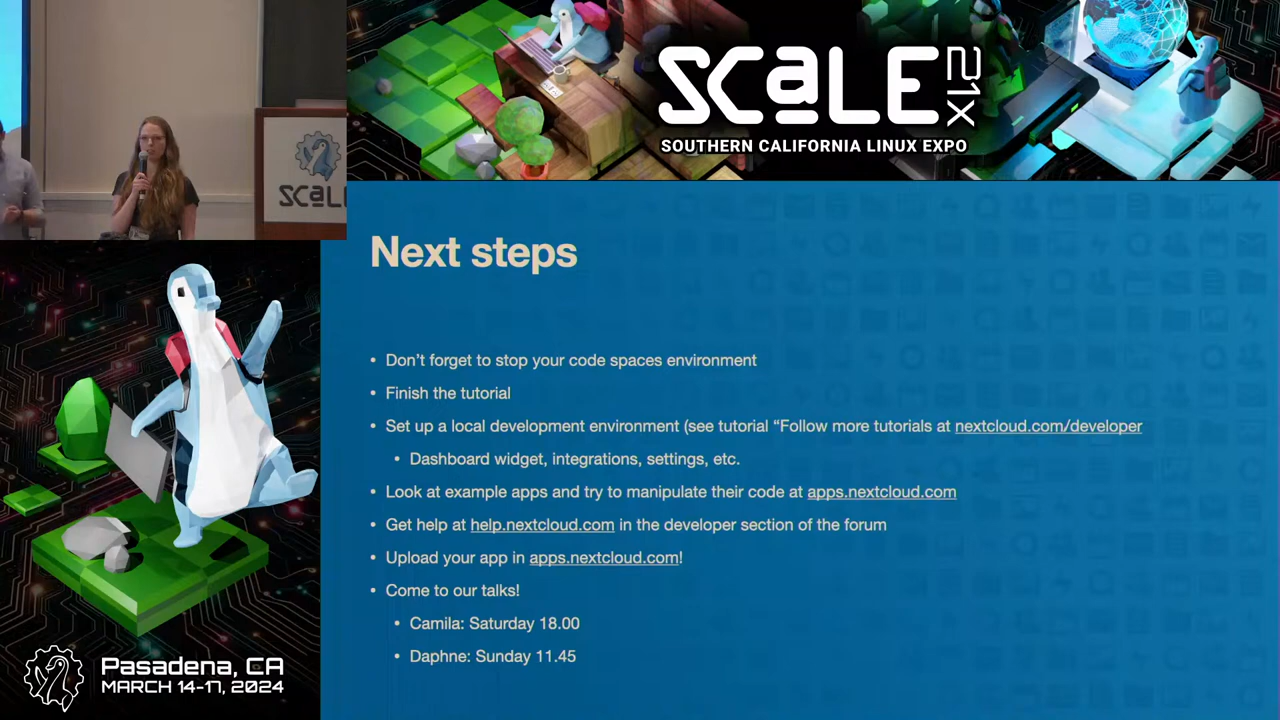 SCaLE 21X
SOUTHERN CALIFORNIA LINUX EXPO
SCaLE
Next steps
• Don't forget to stop your code spaces environment
• Finish the tutorial
• Set up a local development environment (see tutorial “Follow more tutorials at nextcloud.com/developer
• Dashboard widget, integrations, settings, etc.
• Look at example apps and try to manipulate their code at apps.nextcloud.com
• Get help at help.nextcloud.com in the developer section of the forum
• Upload your app in apps.nextcloud.com!
• Come to our talks!
• Camila: Saturday 18.00
• Daphne: Sunday 11.45
Pasadena, CA
MARCH 14-17, 2024